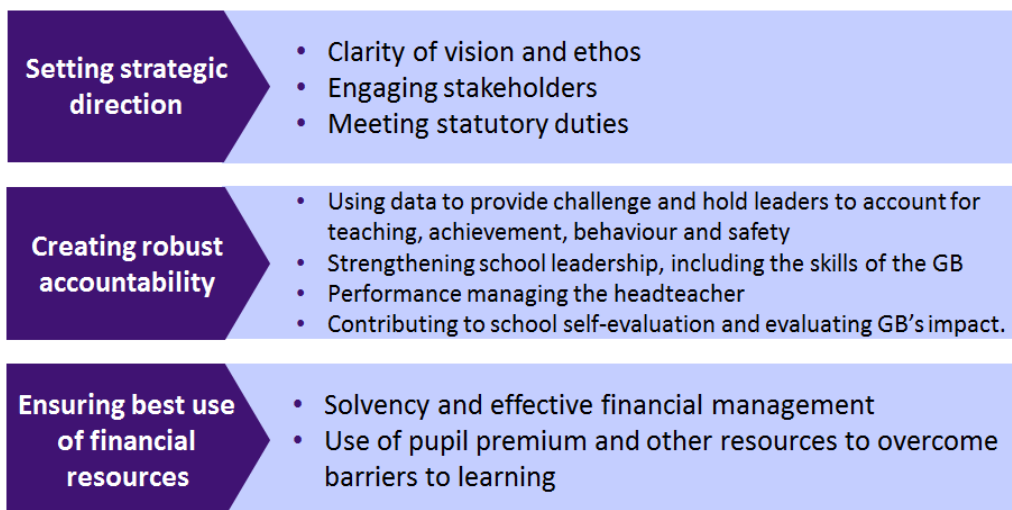 Setting strategic
direction
• Clarity of vision and ethos
• Engaging stakeholders
• Meeting statutory duties
Creating robust
accountability
• Using data to provide challenge and hold leaders to account for
teaching, achievement, behaviour and safety
• Strengthening school leadership, including the skills of the GB
• Performance managing the headteacher
• Contributing to school self-evaluation and evaluating GB's impact.
Ensuring best use
of financial
resources
• Solvency and effective financial management
• Use of pupil premium and other resources to overcome
barriers to learning